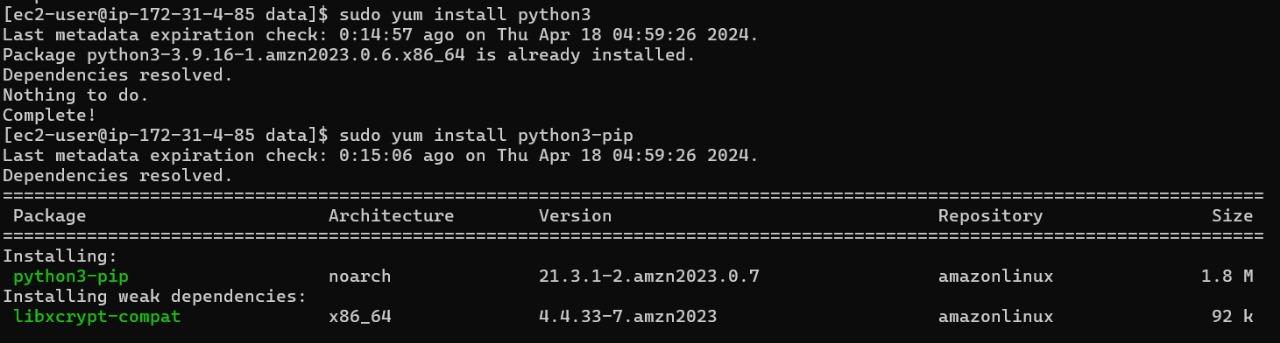 [ec2-user@ip-172-31-4-85 data]$ sudo yum install python3
Last metadata expiration check: 0:14:57 ago on Thu Apr 18 04:59:26 2024.
Package python3-3.9.16-1.amzn2023.0.6.x86_64 is already installed.
Dependencies resolved.
Nothing to do.
Complete!
[ec2-user@ip-172-31-4-85 data]$ sudo yum install python3-pip
Last metadata expiration check: 0:15:06 ago on Thu Apr 18 04:59:26 2024.
Dependencies resolved.
========================================================================================================================
Package Architecture Version Repository Size
========================================================================================================================
Installing:
python3-pip noarch 21.3.1-2.amzn2023.0.7 amazonlinux 1.8 M
Installing weak dependencies:
libxcrypt-compat x86_64 4.4.33-7.amzn2023 amazonlinux 92 k